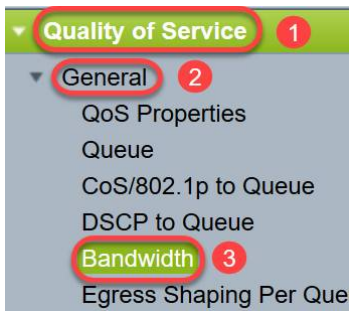 Quality of Service 1
General 2
QoS Properties
Queue
CoS/802.1p to Queue
DSCP to Queue
Bandwidth 3
Egress Shaping Per Que